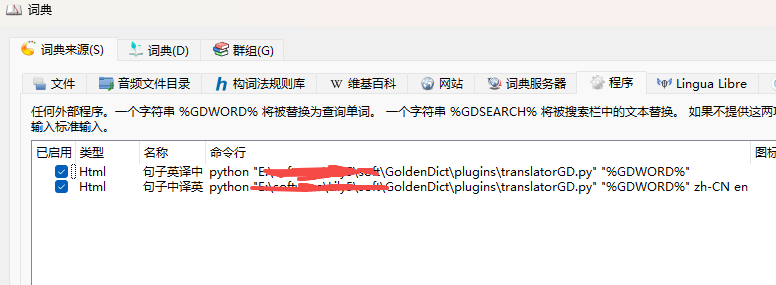 词典
词典来源(S) 词典(D) 群组(G)
文件 音频文件目录 h 构词法规则库 W 维基百科 网站 词典服务器 程序 Lingua Libre
任何外部程序。一个字符串 %GDWORD% 将被替换为查询单词。 一个字符串 %GDSEARCH% 将被搜索栏中的文本替换。 如果不提供这两项
输入标准输入。
已启用 类型 名称 命令行 图标
Html 句子英译中 python "E:\soft\GoldenDict\plugins\translatorGD.py" "%GDWORD%"
Html 句子中译英 python "E:\soft\GoldenDict\plugins\translatorGD.py" "%GDWORD%" zh-CN en